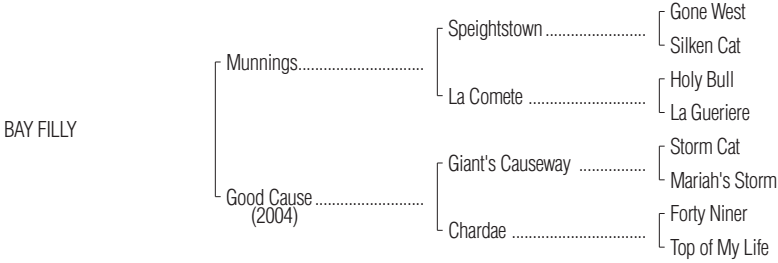 Gone West
Speightstown
Silken Cat
Munnings
Holy Bull
La Comete
La Gueriere
BAY FILLY
Storm Cat
Giant's Causeway
Mariah's Storm
Good Cause
(2004)
Forty Niner
Chardae
Top of My Life